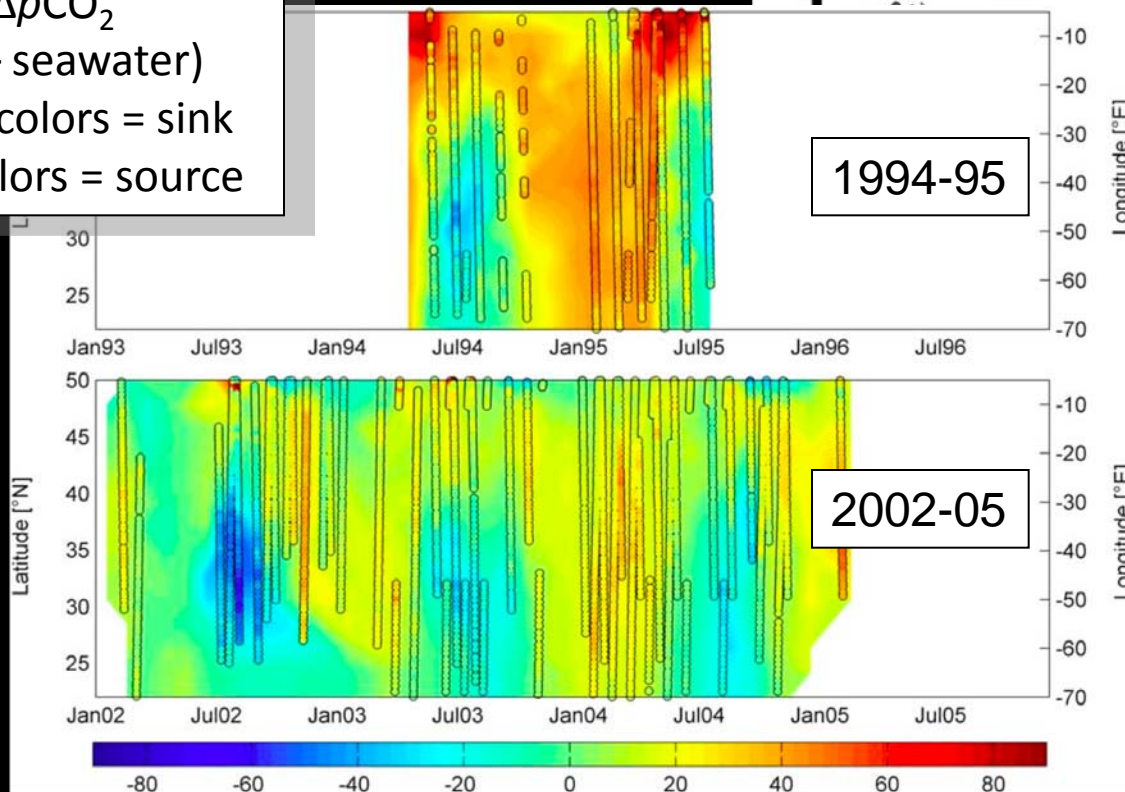 ΔpCO₂
seawater)
colors = sink
lors = source
-10
-20
-30
-40
-50
-60
-70
Longitude [°E]
1994-95
30
25
Jan93 Jul93 Jan94 Jul94 Jan95 Jul95 Jan96 Jul96
50
45
40
35
30
25
Latitude [°N]
-10
-20
-30
-40
-50
-60
-70
Longitude [°E]
2002-05
Jan02 Jul02 Jan03 Jul03 Jan04 Jul04 Jan05 Jul05
-80 -60 -40 -20 0 20 40 60 80